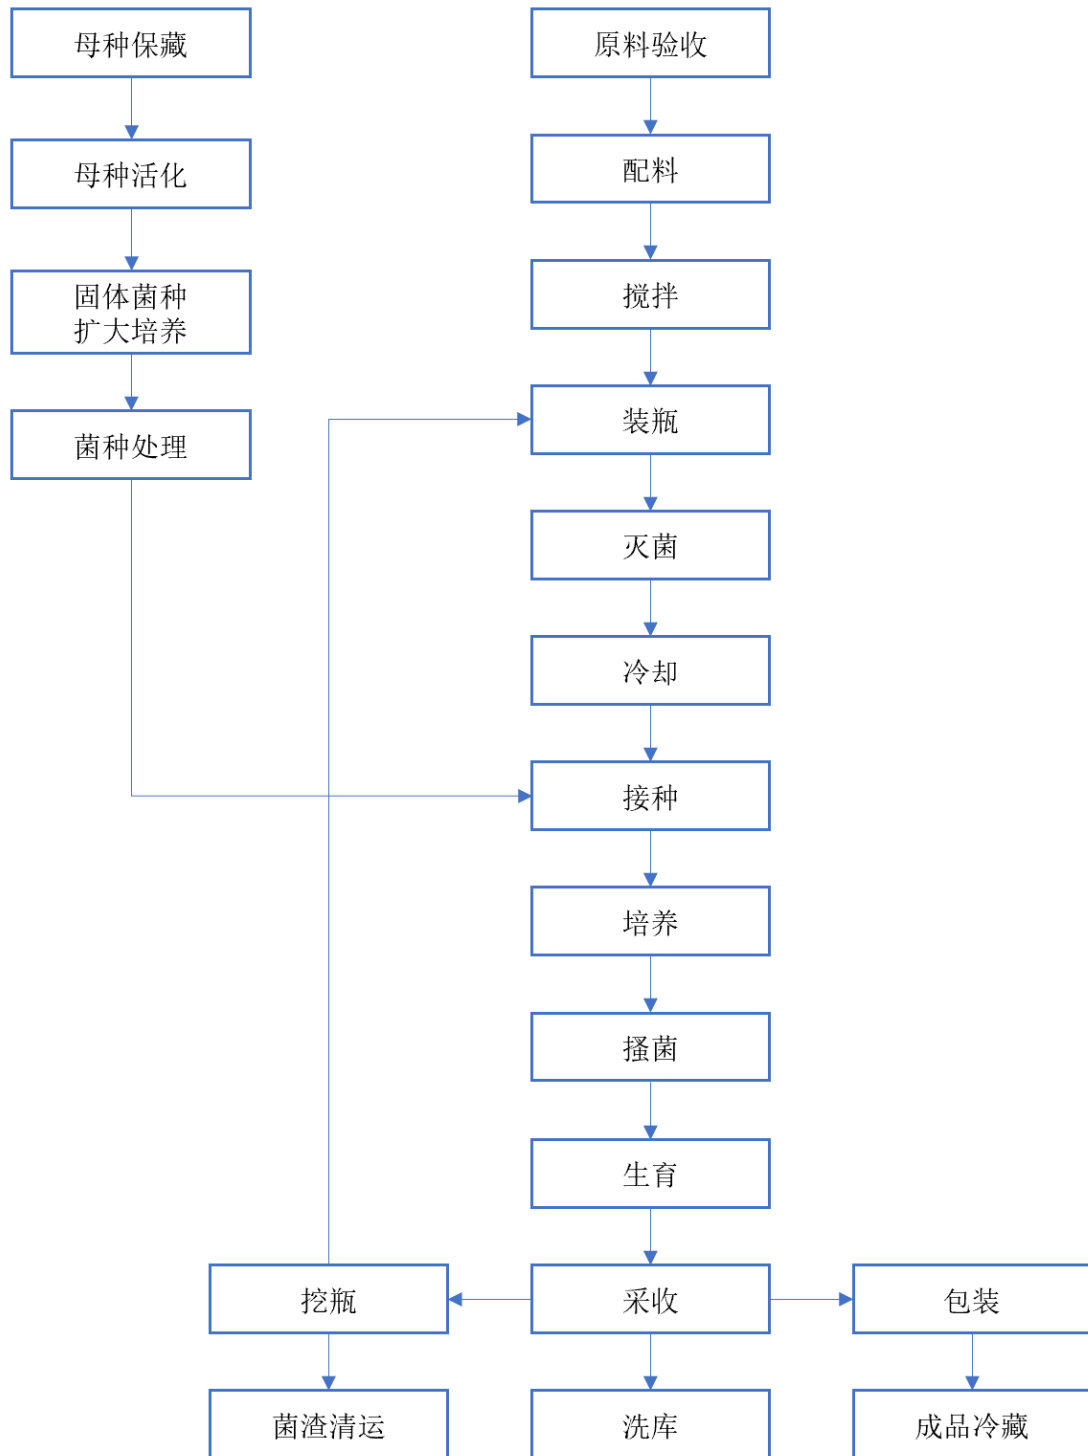 母种保藏
原料验收
母种活化
配料
固体菌种
扩大培养
搅拌
菌种处理
装瓶
灭菌
冷却
接种
培养
搔菌
生育
挖瓶
采收
包装
菌渣清运
洗库
成品冷藏